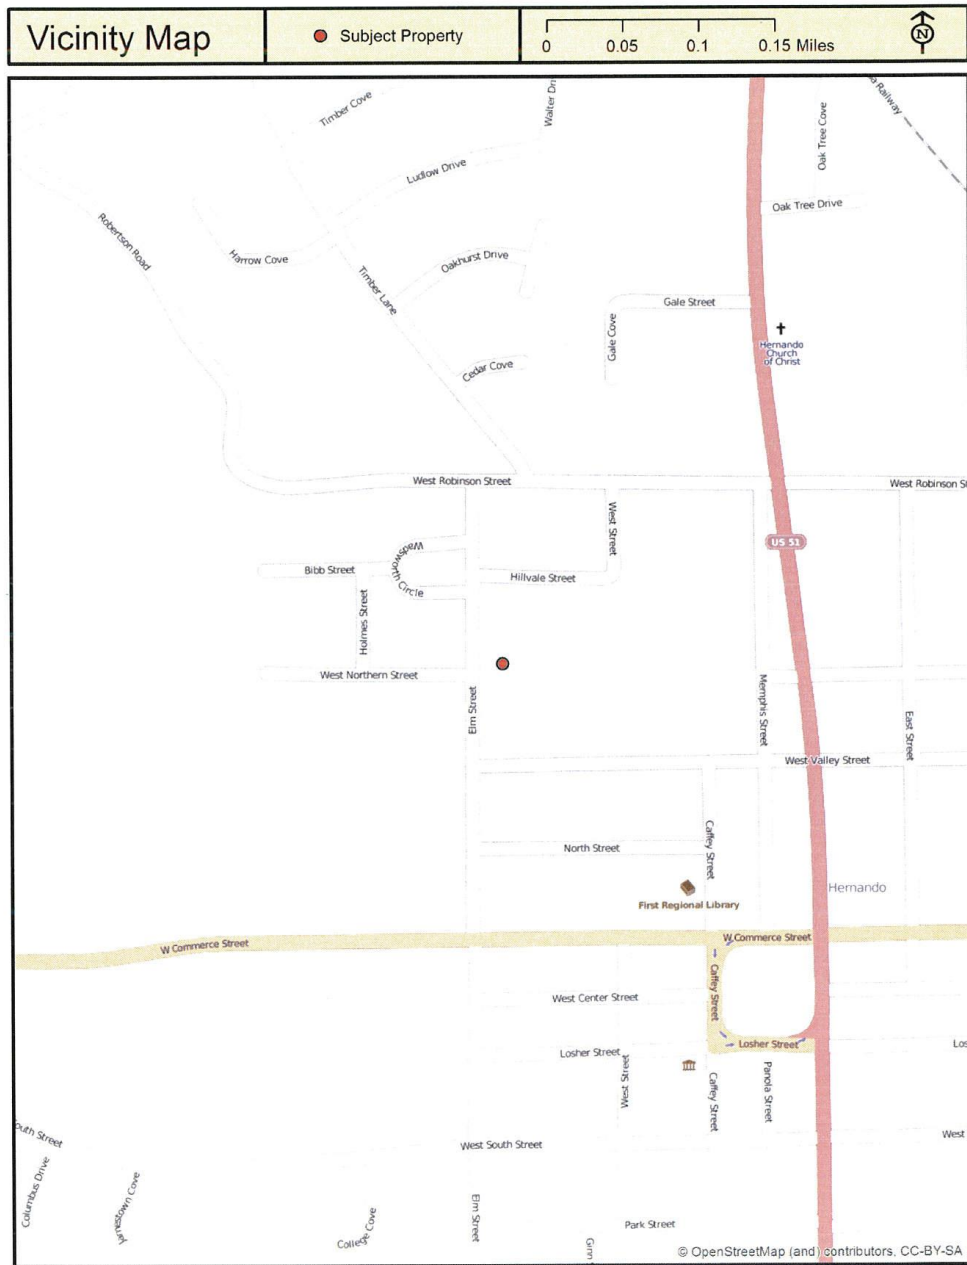 Vicinity Map
Subject Property
0 0.05 0.1 0.15 Miles
N
Timber Cove
Walter Dri
Oak Tree Cove
a Railway
Ludlow Drive
Oak Tree Drive
Robertson Road
Harrow Cove
Oakhurst Drive
Timber Lane
Gale Street
Gale Cove
Hernando
Church
of Christ
Cedar Cove
West Robinson Street
West Robinson S
West Street
US 51
Wadsworth Circle
Bibb Street
Hillvale Street
Holmes Street
West Northern Street
Elm Street
Memphis Street
East Street
West Valley Street
North Street
Caffey Street
Hernando
First Regional Library
W Commerce Street
W Commerce Street
Caffey Street
West Center Street
Losher Street
Losher Street
Los
West Street
Caffey Street
Panola Street
outh Street
West South Street
West
Columbus Drive
Jamestown Cove
College Cove
Elm Street
Park Street
Ginn
© OpenStreetMap (and) contributors, CC-BY-SA